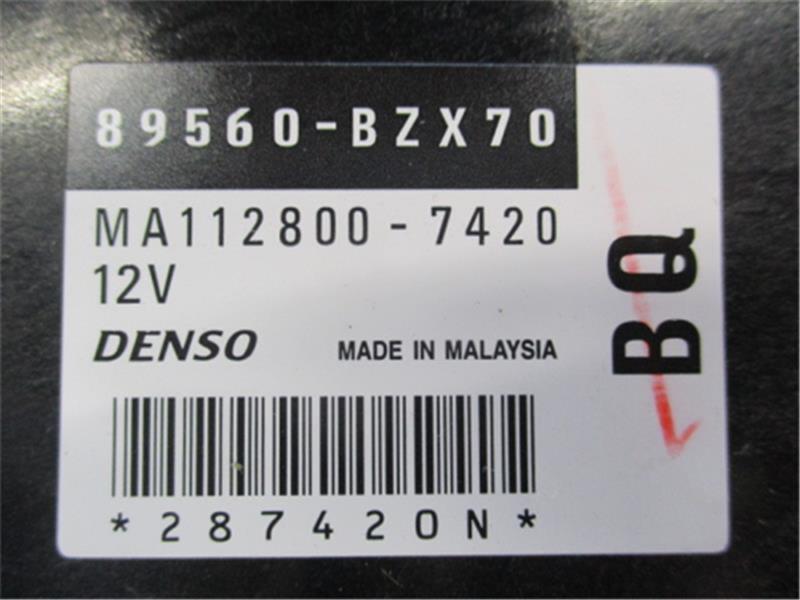 89560-BZX70
MA112800-7420
12V
DENSO MADE IN MALAYSIA
*287420N*
BQ